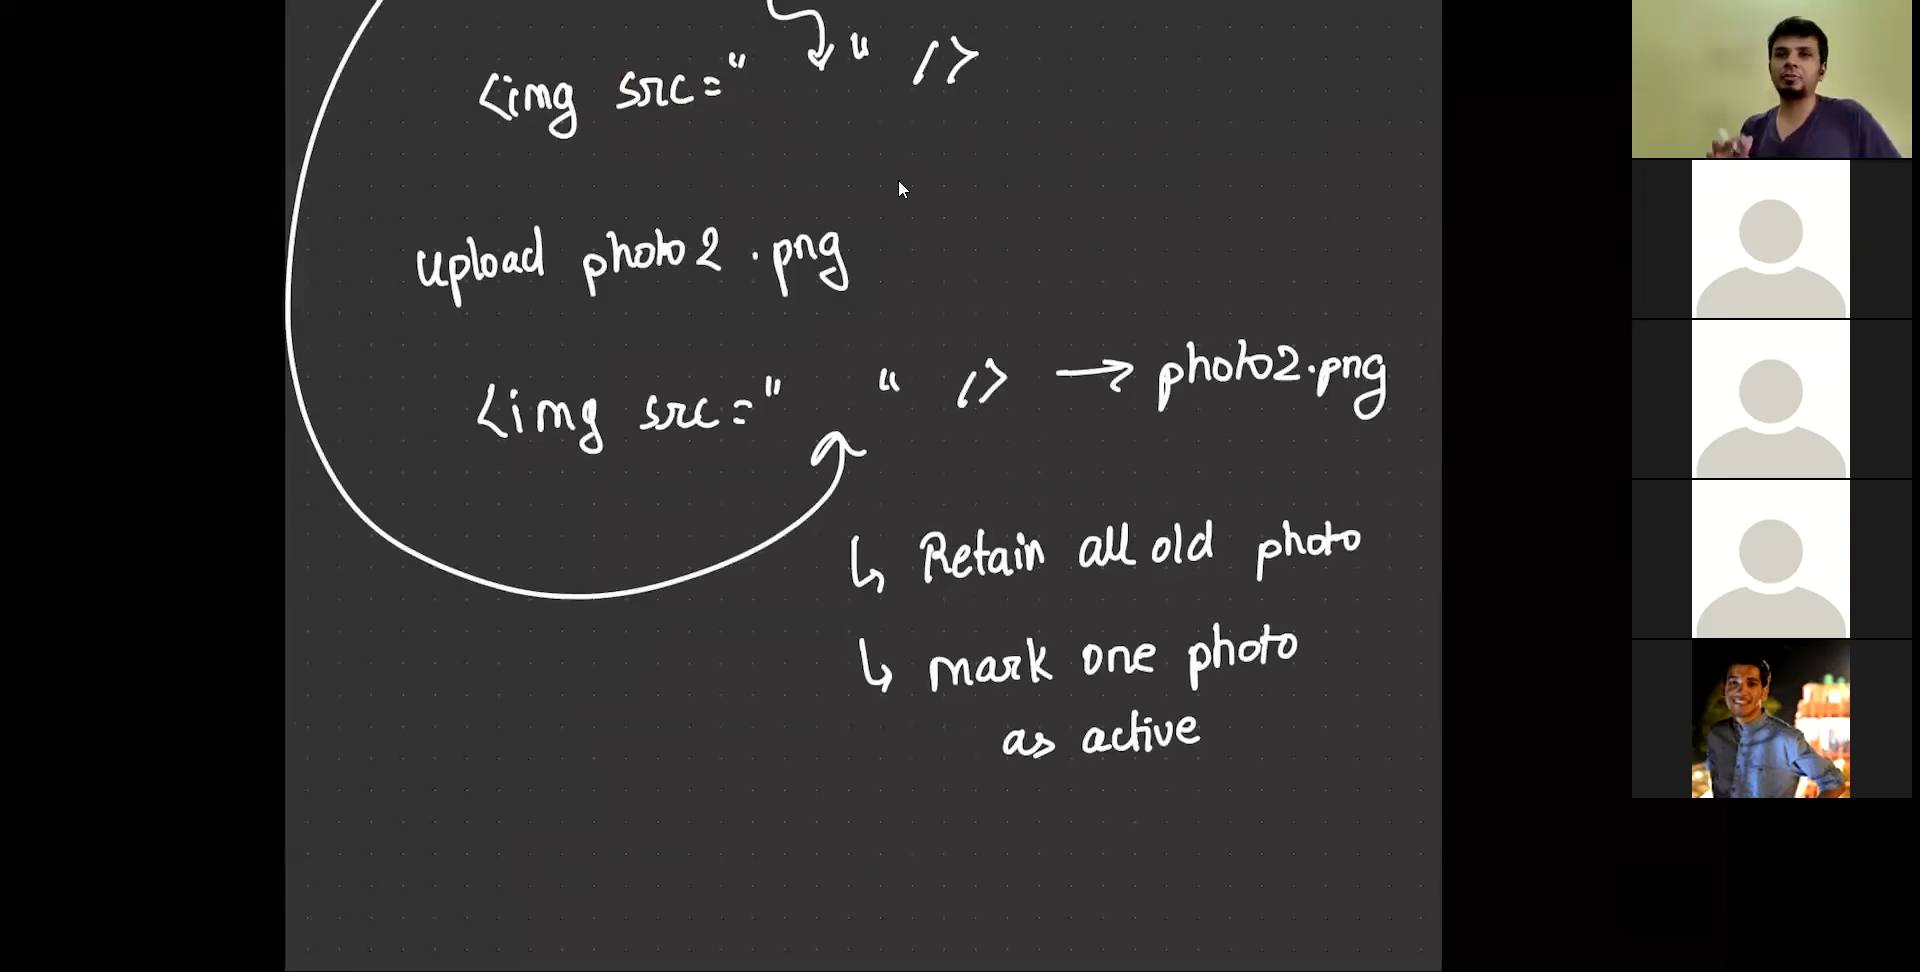 <img src=" " />
upload photo2.png
<img src=" " /> → photo2.png
↳ Retain all old photo
↳ mark one photo
as active